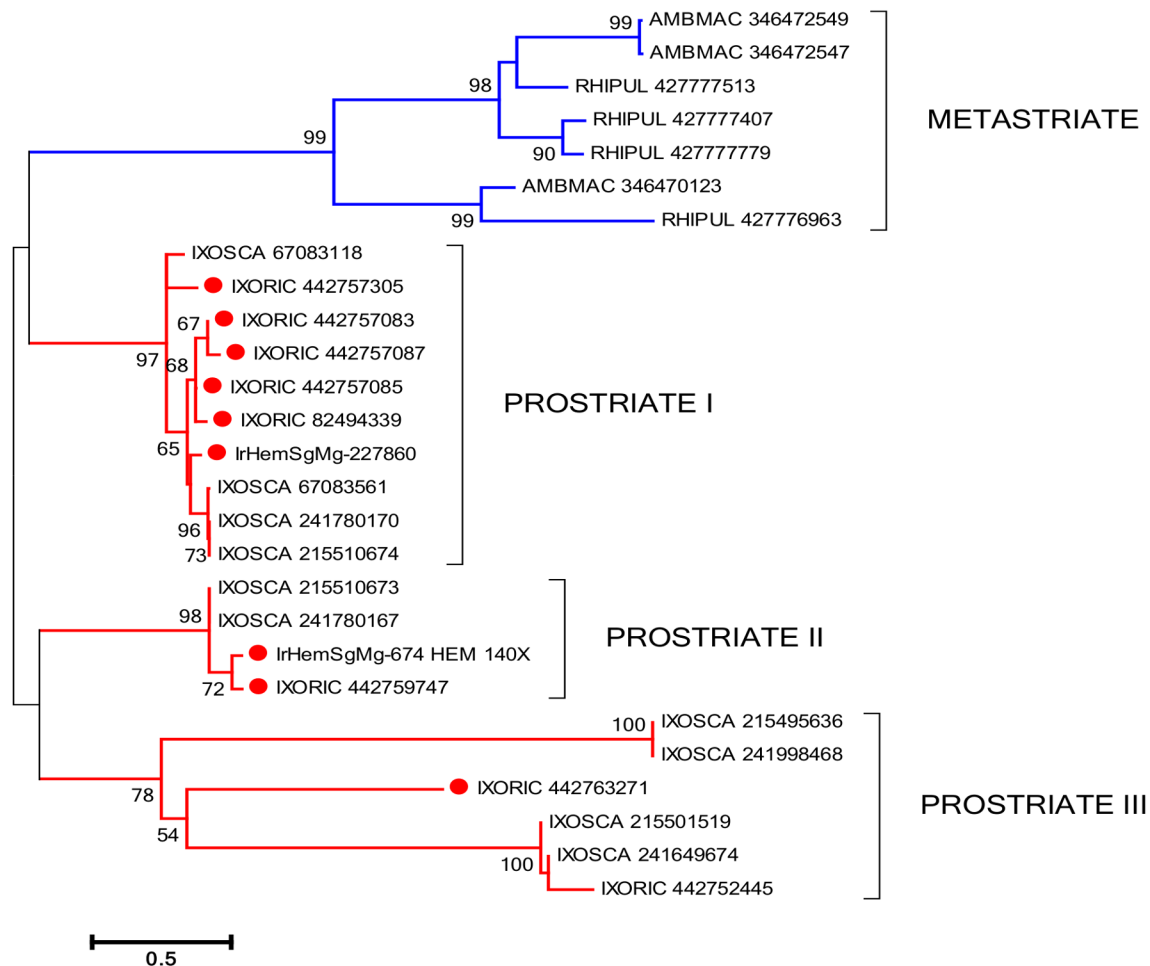 99
AMBMAC 346472549
AMBMAC 346472547
98
RHIPUL 427777513
METASTRIATE
RHIPUL 427777407
99
90
RHIPUL 427777779
AMBMAC 346470123
99
RHIPUL 427776963
IXOSCA 67083118
IXORIC 442757305
67
IXORIC 442757083
97
68
IXORIC 442757087
IXORIC 442757085
PROSTRIATE I
IXORIC 82494339
65
IrHemSgMg-227860
IXOSCA 67083561
96
IXOSCA 241780170
73
IXOSCA 215510674
IXOSCA 215510673
98
IXOSCA 241780167
PROSTRIATE II
IrHemSgMg-674 HEM 140X
72
IXORIC 442759747
100
IXOSCA 215495636
IXOSCA 241998468
78
IXORIC 442763271
PROSTRIATE III
54
IXOSCA 215501519
100
IXOSCA 241649674
IXORIC 442752445
0.5